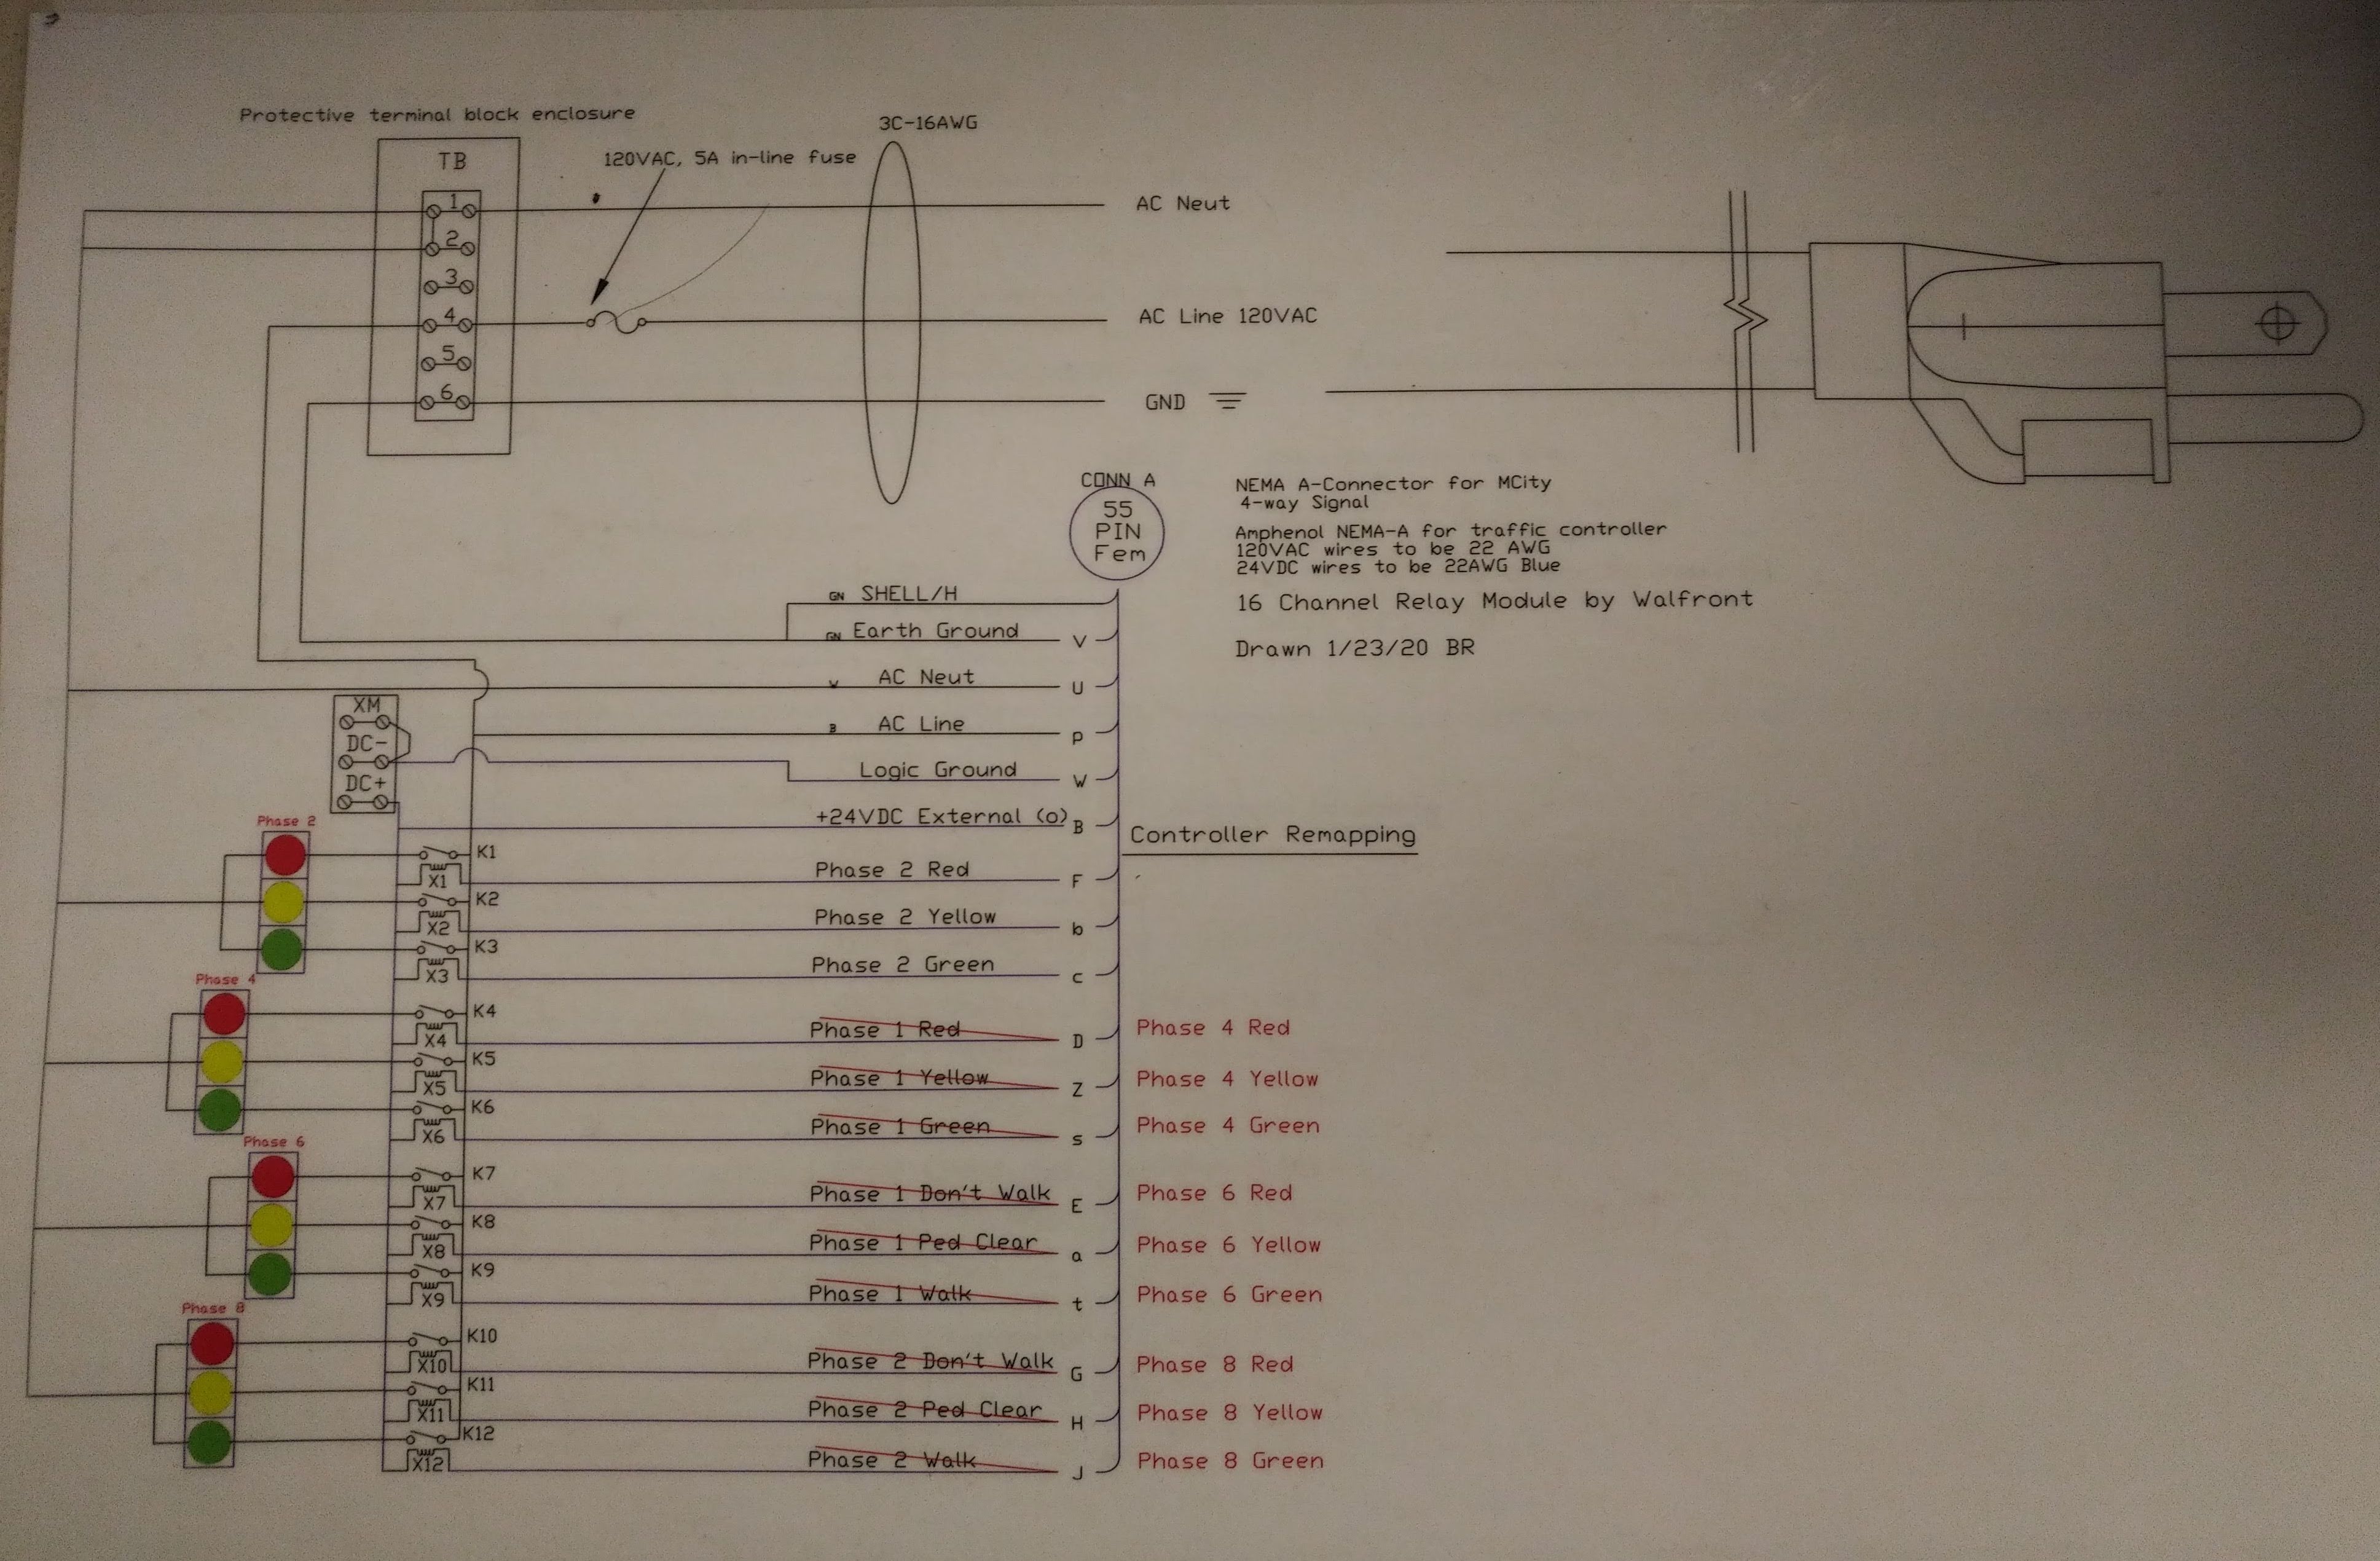 Protective terminal block enclosure
3C-16AWG
TB
120VAC, 5A in-line fuse
1
AC Neut
2
3
4
AC Line 120VAC
5
6
GND
CONN A
55
PIN
Fem
NEMA A-Connector for MCity
4-way Signal
Amphenol NEMA-A for traffic controller
120VAC wires to be 22 AWG
24VDC wires to be 22AWG Blue
16 Channel Relay Module by Walfront
Drawn 1/23/20 BR
GN SHELL/H
GN Earth Ground V
AC Neut U
XM
B AC Line P
DC-
Logic Ground W
DC+
+24VDC External (o) B
Controller Remapping
Phase 2
K1
X1
Phase 2 Red F
K2
X2
Phase 2 Yellow b
K3
X3
Phase 2 Green c
Phase 4
K4
X4
Phase 1 Red D Phase 4 Red
K5
X5
Phase 1 Yellow Z Phase 4 Yellow
K6
X6
Phase 1 Green s Phase 4 Green
Phase 6
K7
X7
Phase 1 Don't Walk E Phase 6 Red
K8
X8
Phase 1 Ped Clear a Phase 6 Yellow
K9
X9
Phase 1 Walk t Phase 6 Green
Phase 8
K10
X10
Phase 2 Don't Walk G Phase 8 Red
K11
X11
Phase 2 Ped Clear H Phase 8 Yellow
K12
X12
Phase 2 Walk J Phase 8 Green